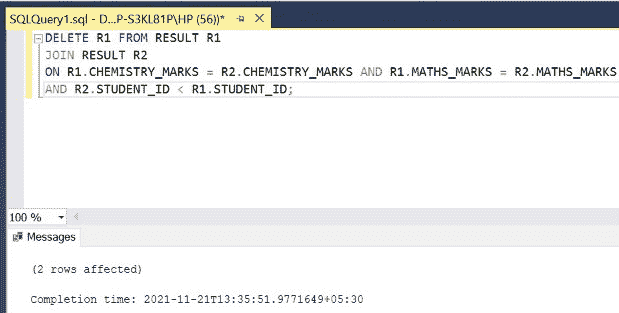 SQLQuery1.sql - D...P-S3KL81P\HP (56))*
DELETE R1 FROM RESULT R1
JOIN RESULT R2
ON R1.CHEMISTRY_MARKS = R2.CHEMISTRY_MARKS AND R1.MATHS_MARKS = R2.MATHS_MARKS
AND R2.STUDENT_ID < R1.STUDENT_ID;
100 %
Messages
(2 rows affected)
Completion time: 2021-11-21T13:35:51.9771649+05:30